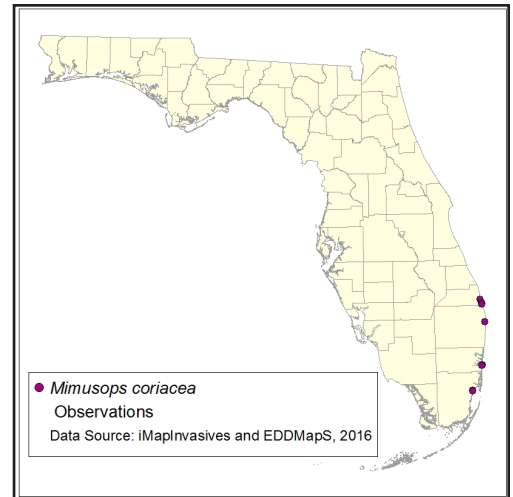 Mimusops coriacea
Observations
Data Source: iMapInvasives and EDDMapS, 2016